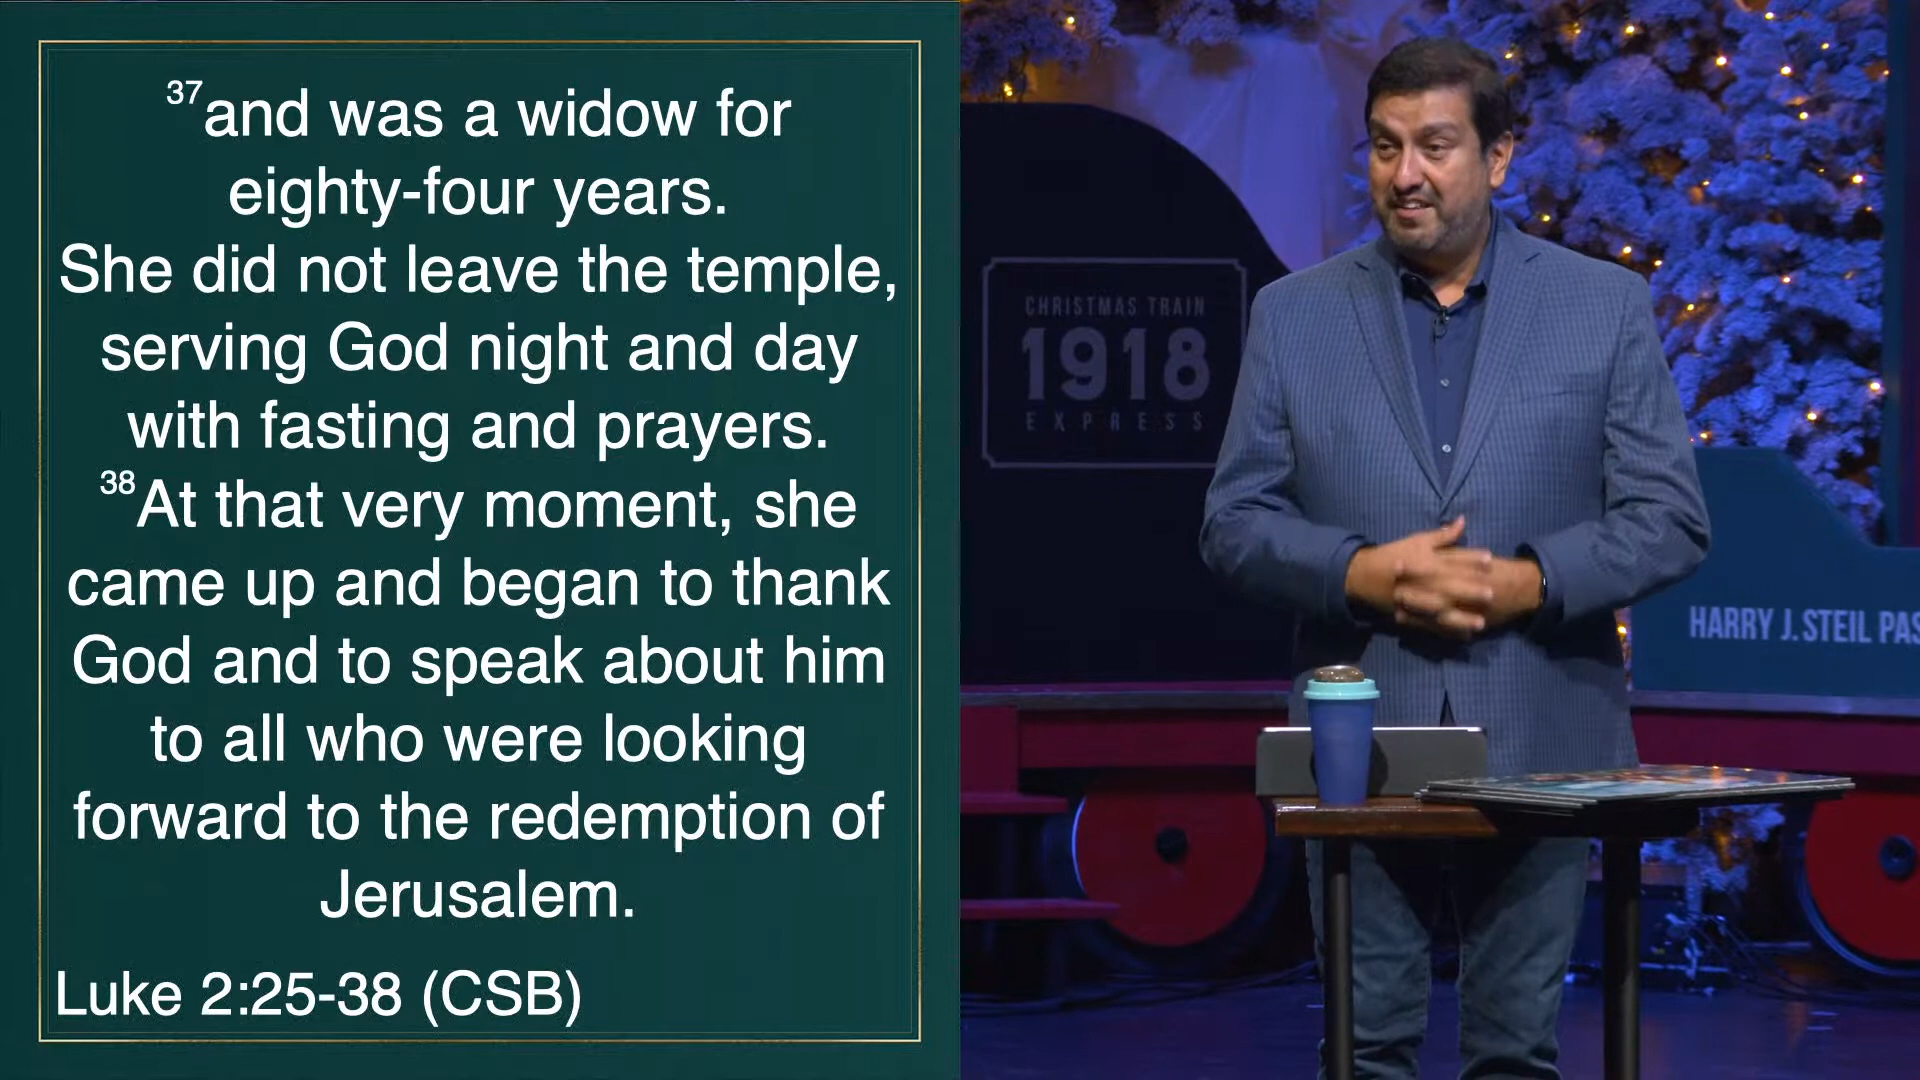 37and was a widow for
eighty-four years.
She did not leave the temple,
serving God night and day
with fasting and prayers.
38At that very moment, she
came up and began to thank
God and to speak about him
to all who were looking
forward to the redemption of
Jerusalem.
Luke 2:25-38 (CSB)
CHRISTMAS TRAIN
1918
EXPRESS
HARRY J. STEIL